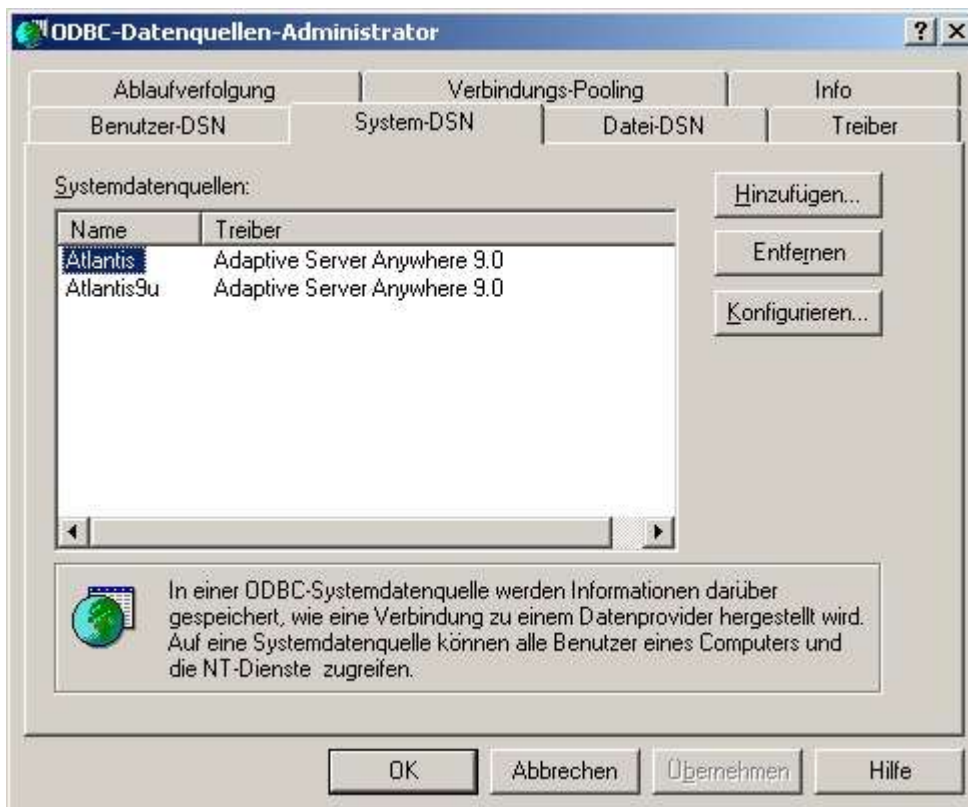 ODBC-Datenquellen-Administrator
Ablaufverfolgung Verbindungs-Pooling Info
Benutzer-DSN System-DSN Datei-DSN Treiber
Systemdatenquellen:
Name Treiber
Atlantis Adaptive Server Anywhere 9.0
Atlantis9u Adaptive Server Anywhere 9.0
Hinzufügen...
Entfernen
Konfigurieren...
In einer ODBC-Systemdatenquelle werden Informationen darüber
gespeichert, wie eine Verbindung zu einem Datenprovider hergestellt wird.
Auf eine Systemdatenquelle können alle Benutzer eines Computers und
die NT-Dienste zugreifen.
OK Abbrechen Übernehmen Hilfe